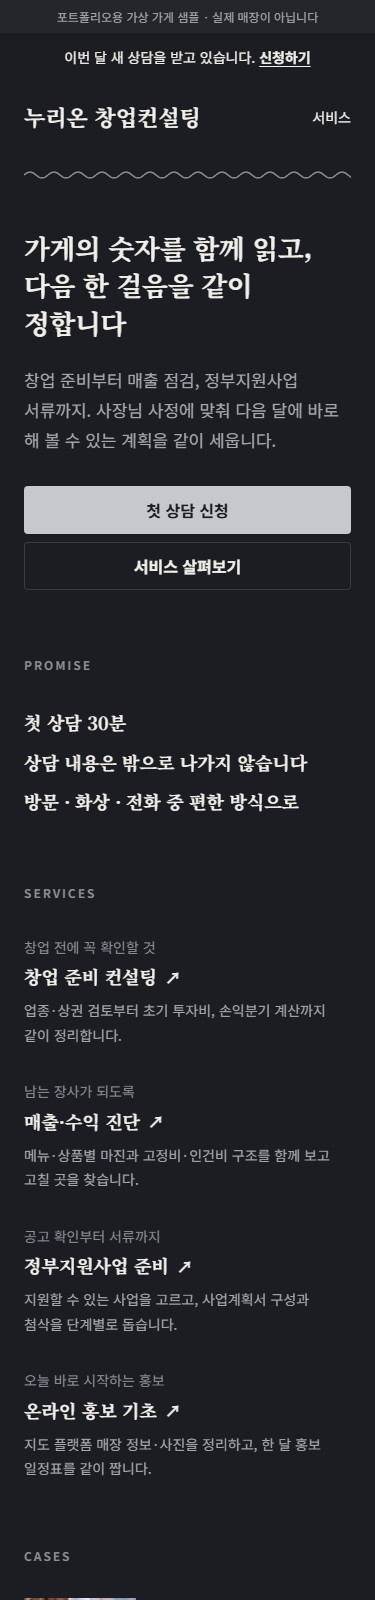 포트폴리오용 가상 가게 샘플 · 실제 매장이 아닙니다
이번 달 새 상담을 받고 있습니다. 신청하기
누리온 창업컨설팅
서비스
가게의 숫자를 함께 읽고,
다음 한 걸음을 같이
정합니다
창업 준비부터 매출 점검, 정부지원사업
서류까지. 사장님 사정에 맞춰 다음 달에 바로
해 볼 수 있는 계획을 같이 세웁니다.
첫 상담 신청
서비스 살펴보기
PROMISE
첫 상담 30분
상담 내용은 밖으로 나가지 않습니다
방문 · 화상 · 전화 중 편한 방식으로
SERVICES
창업 전에 꼭 확인할 것
창업 준비 컨설팅 ↗
업종·상권 검토부터 초기 투자비, 손익분기 계산까지
같이 정리합니다.
남는 장사가 되도록
매출·수익 진단 ↗
메뉴·상품별 마진과 고정비·인건비 구조를 함께 보고
고칠 곳을 찾습니다.
공고 확인부터 서류까지
정부지원사업 준비 ↗
지원할 수 있는 사업을 고르고, 사업계획서 구성과
첨삭을 단계별로 돕습니다.
오늘 바로 시작하는 홍보
온라인 홍보 기초 ↗
지도 플랫폼 매장 정보·사진을 정리하고, 한 달 홍보
일정표를 같이 짭니다.
CASES